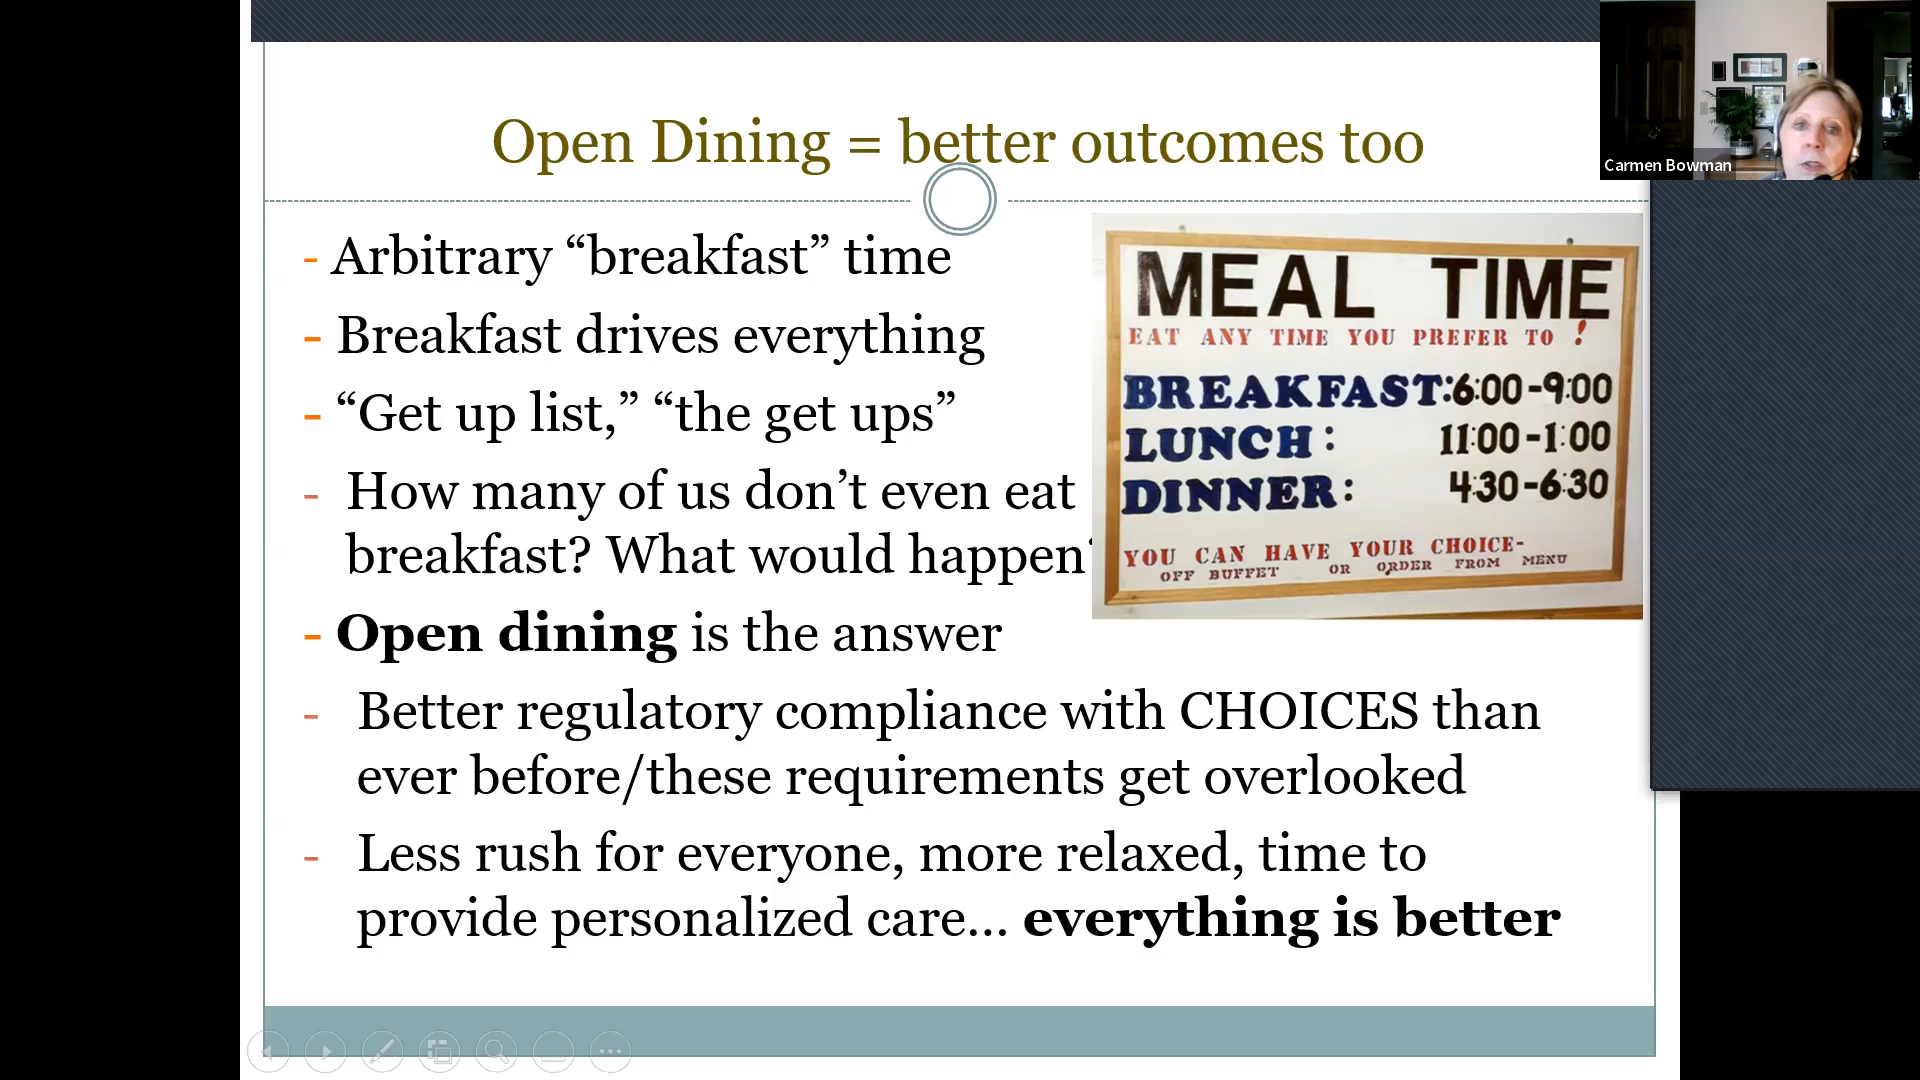 Open Dining = better outcomes too
Carmen Bowman
- Arbitrary “breakfast” time
- Breakfast drives everything
- “Get up list,” “the get ups”
- How many of us don’t even eat
breakfast? What would happen?
- Open dining is the answer
- Better regulatory compliance with CHOICES than
ever before/these requirements get overlooked
- Less rush for everyone, more relaxed, time to
provide personalized care… everything is better
MEAL TIME
EAT ANY TIME YOU PREFER TO !
BREAKFAST: 6:00-9:00
LUNCH: 11:00-1:00
DINNER: 4:30-6:30
YOU CAN HAVE YOUR CHOICE-
OFF BUFFET OR ORDER FROM MENU